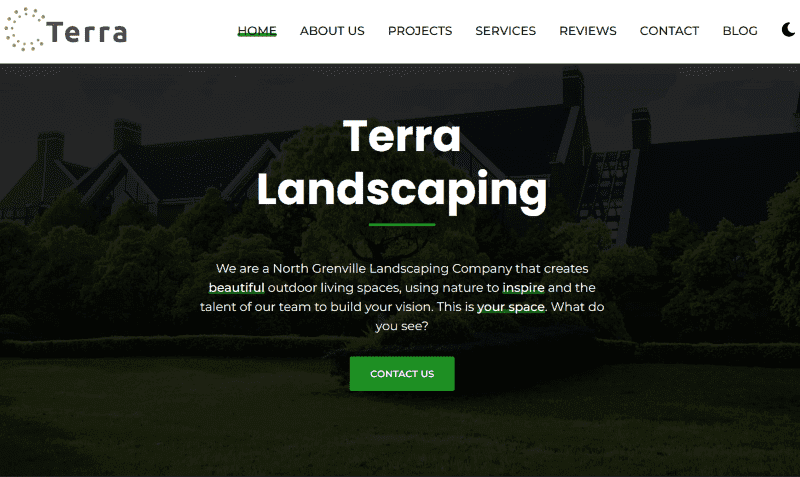 Terra
HOME ABOUT US PROJECTS SERVICES REVIEWS CONTACT BLOG
Terra
Landscaping
We are a North Grenville Landscaping Company that creates
beautiful outdoor living spaces, using nature to inspire and the
talent of our team to build your vision. This is your space. What do
you see?
CONTACT US